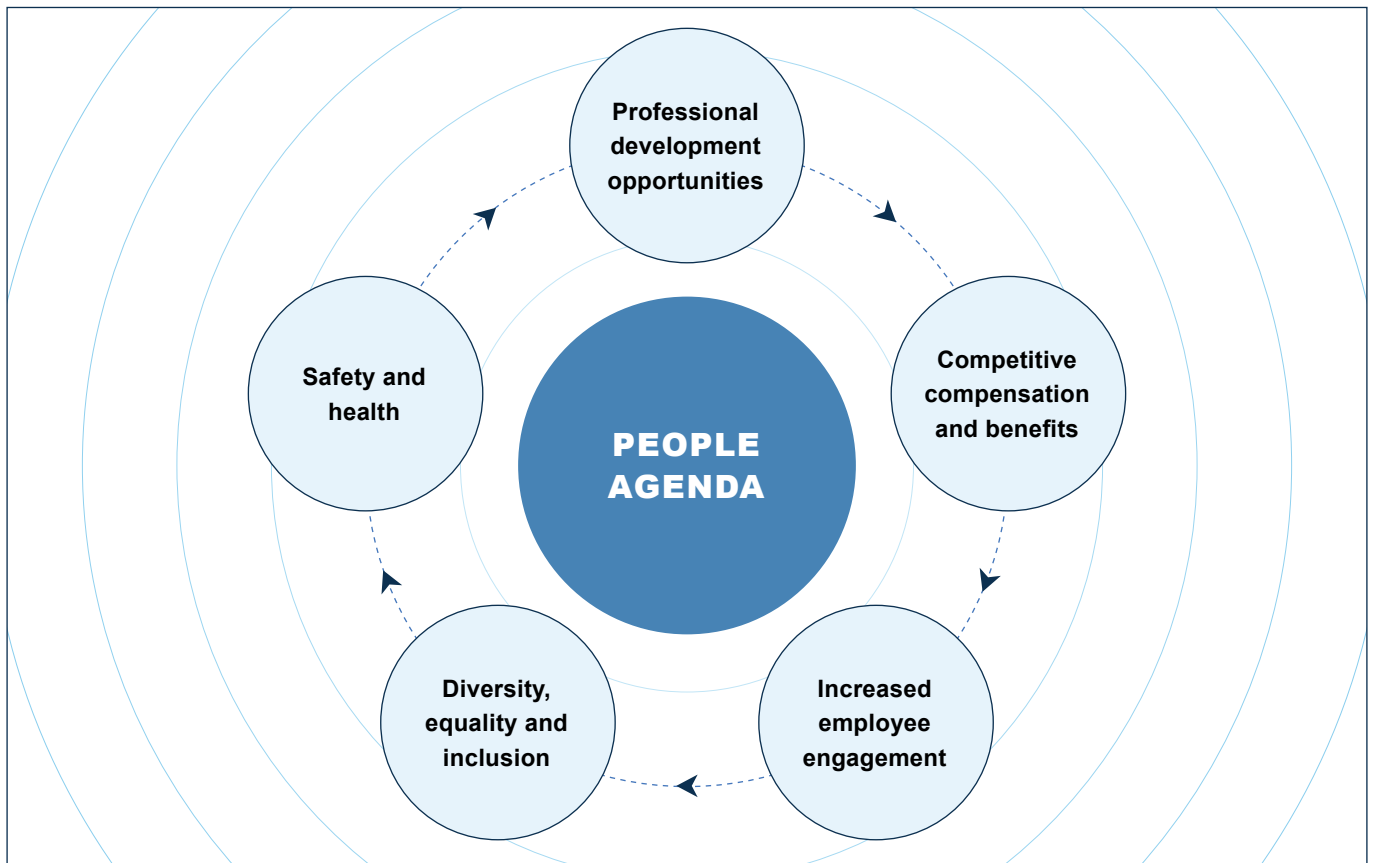 Professional
development
opportunities
Competitive
compensation
and benefits
Increased
employee
engagement
Diversity,
equality and
inclusion
Safety and
health
PEOPLE
AGENDA